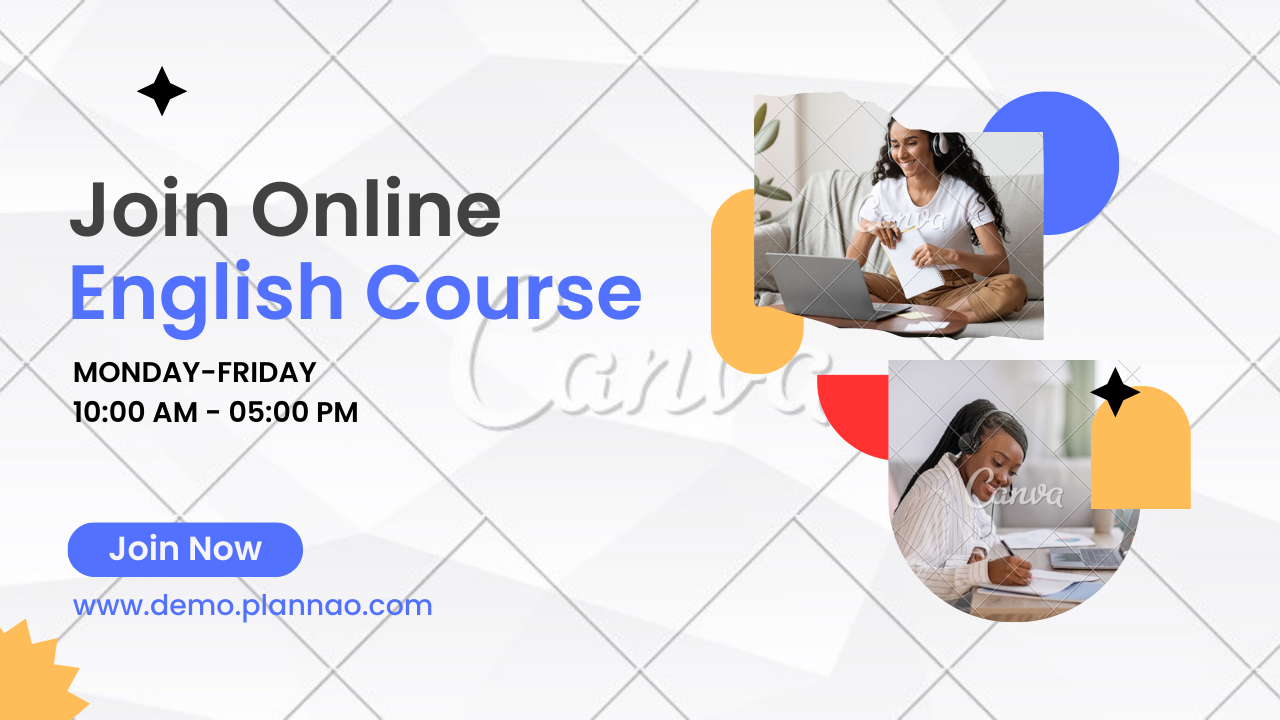 Join Online
English Course
MONDAY-FRIDAY
10:00 AM - 05:00 PM
Join Now
www.demo.plannao.com
Canva
Canva
Canva